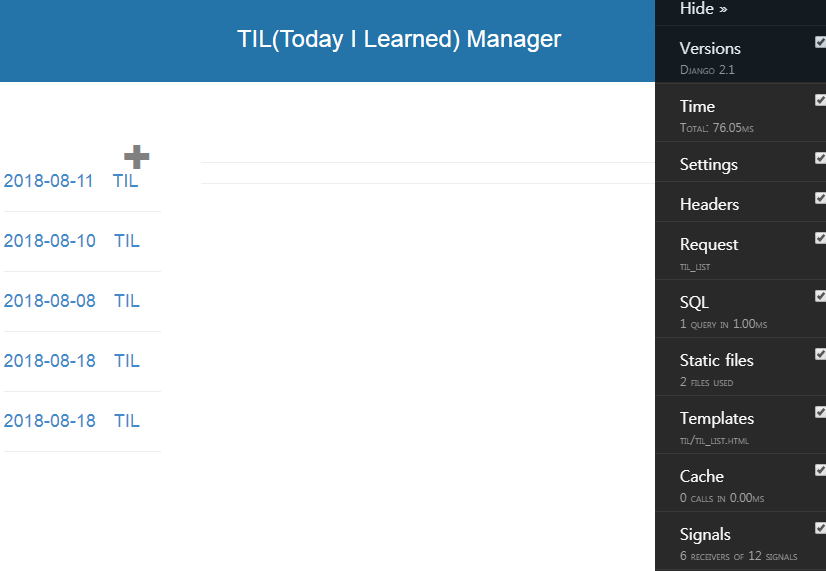 TIL(Today I Learned) Manager
2018-08-11 TIL
2018-08-10 TIL
2018-08-08 TIL
2018-08-18 TIL
2018-08-18 TIL
Hide »
Versions
Django 2.1
Time
Total: 76.05ms
Settings
Headers
Request
til_list
SQL
1 query in 1.00ms
Static files
2 files used
Templates
til/til_list.html
Cache
0 calls in 0.00ms
Signals
6 receivers of 12 signals